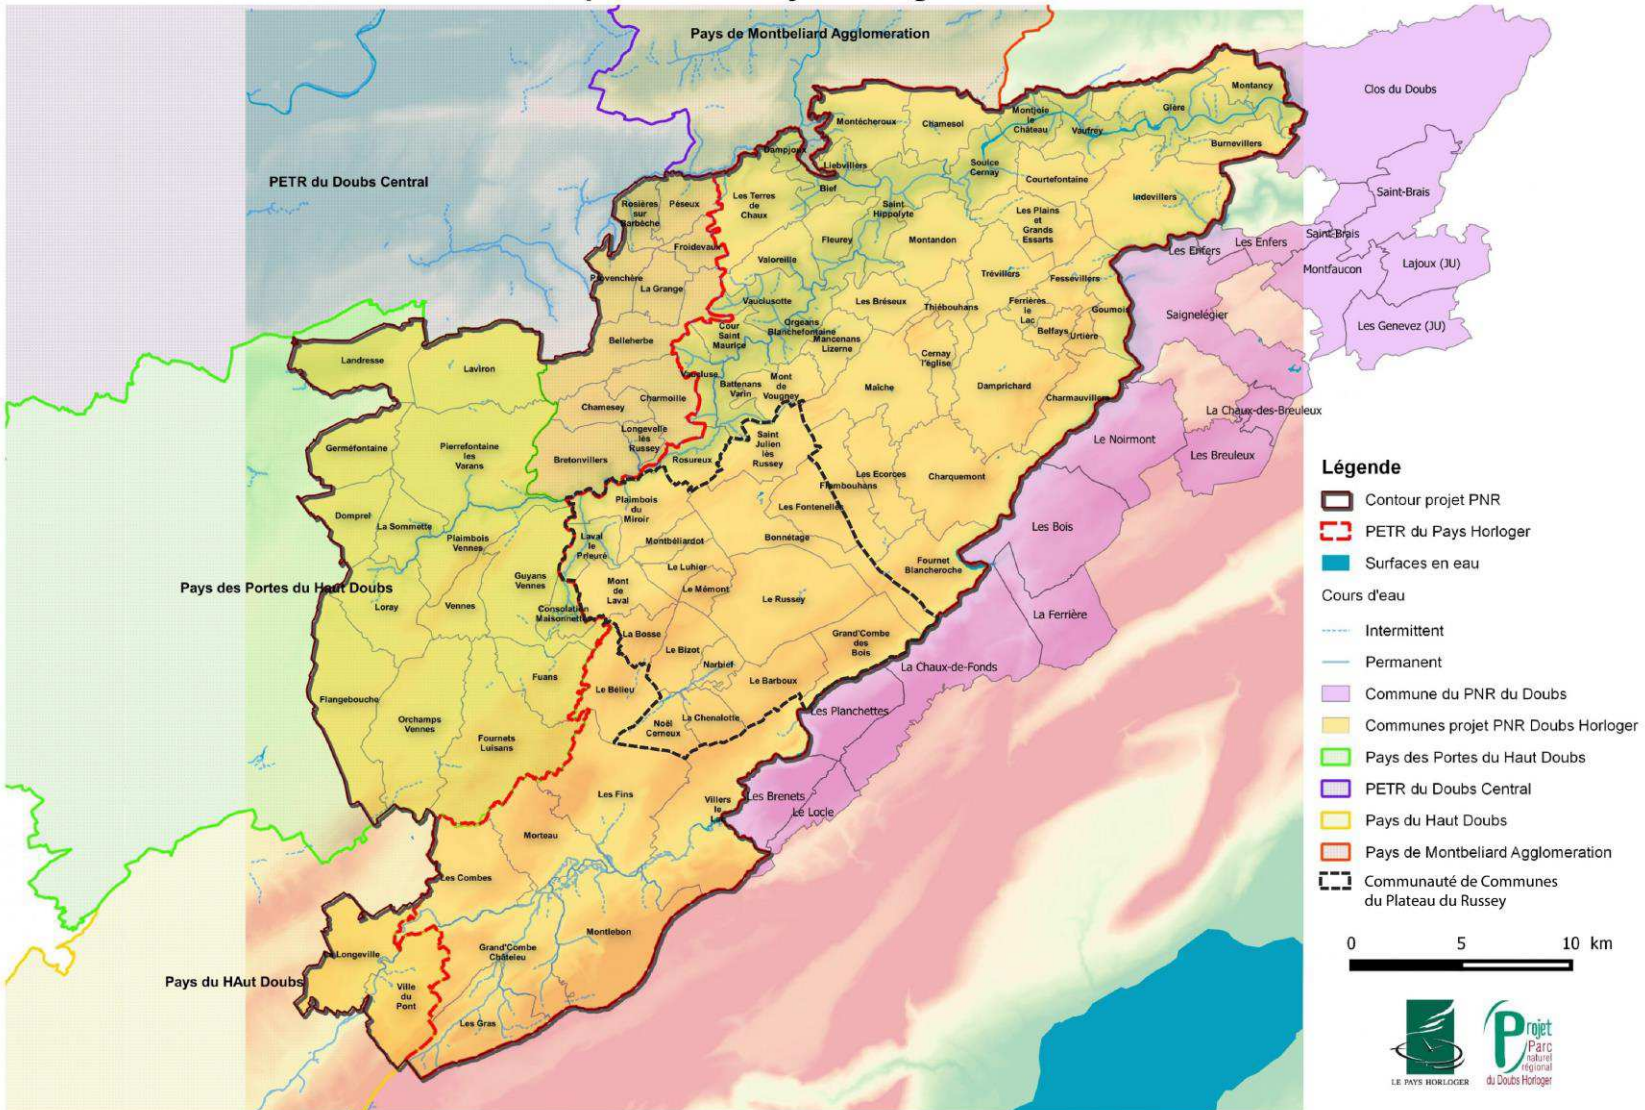 Pays de Montbeliard Agglomeration
PETR du Doubs Central
Pays des Portes du Haut Doubs
Pays du HAut Doubs
Montancy
Glère
Montjoie
le
Château
Vaufrey
Burnevillers
Montécheroux
Chamesol
Dampjoux
Liebvillers
Soulce
Cernay
Courtefontaine
Indevillers
Bief
Saint
Hippolyte
Les Terres
de
Chaux
Les Plains
et
Grands
Essarts
Rosières
sur
Barbèche
Péseux
Froidevaux
Fleurey
Montandon
Valoreille
Provenchère
La Grange
Trévillers
Fessevillers
Vauclusotte
Les Bréseux
Thiébouhans
Ferrières
le
Lac
Goumois
Cour
Saint
Maurice
Orgeans
Blanchefontaine
Mancenans
Lizerne
Belfays
Urtière
Belleherbe
Cernay
l'église
Landresse
Laviron
Vaucluse
Battenans
Varin
Mont
de
Vougney
Maîche
Damprichard
Charmauvillers
Chamesey
Charmoille
Longevelle
lès
Russey
Bretonvillers
Rosureux
Saint
Julien
lès
Russey
Germéfontaine
Pierrefontaine
les
Varans
Les Ecorces
Frambouhans
Charquemont
Plaimbois
du
Miroir
Les Fontenelles
Domprel
La Sommette
Plaimbois
Vennes
Laval
le
Prieuré
Montbéliardot
Bonnétage
Fournet
Blancheroche
Guyans
Vennes
Le Luhier
Mont
de
Laval
Le Mémont
Le Russey
Loray
Vennes
Consolation
Maisonnettes
La Bosse
Le Bizot
Grand'Combe
des
Bois
Narbief
Le Barboux
Fuans
Le Bélieu
Flangebouche
Orchamps
Vennes
Noël
Cerneux
La Chenalotte
Fournets
Luisans
Les Fins
Villers
le
Lac
Morteau
Les Combes
Montlebon
La Longeville
Grand'Combe
Châteleu
Ville
du
Pont
Les Gras
Clos du Doubs
Saint-Brais
Saint-Brais
Les Enfers
Les Enfers
Montfaucon
Lajoux (JU)
Saignelégier
Les Genevez (JU)
La Chaux-des-Breuleux
Le Noirmont
Les Breuleux
Les Bois
La Ferrière
La Chaux-de-Fonds
Les Planchettes
Les Brenets
Le Locle
Légende
Contour projet PNR
PETR du Pays Horloger
Surfaces en eau
Cours d'eau
Intermittent
Permanent
Commune du PNR du Doubs
Communes projet PNR Doubs Horloger
Pays des Portes du Haut Doubs
PETR du Doubs Central
Pays du Haut Doubs
Pays de Montbeliard Agglomeration
Communauté de Communes
du Plateau du Russey
0 5 10 km
LE PAYS HORLOGER
Projet
Parc
naturel
régional
du Doubs Horloger